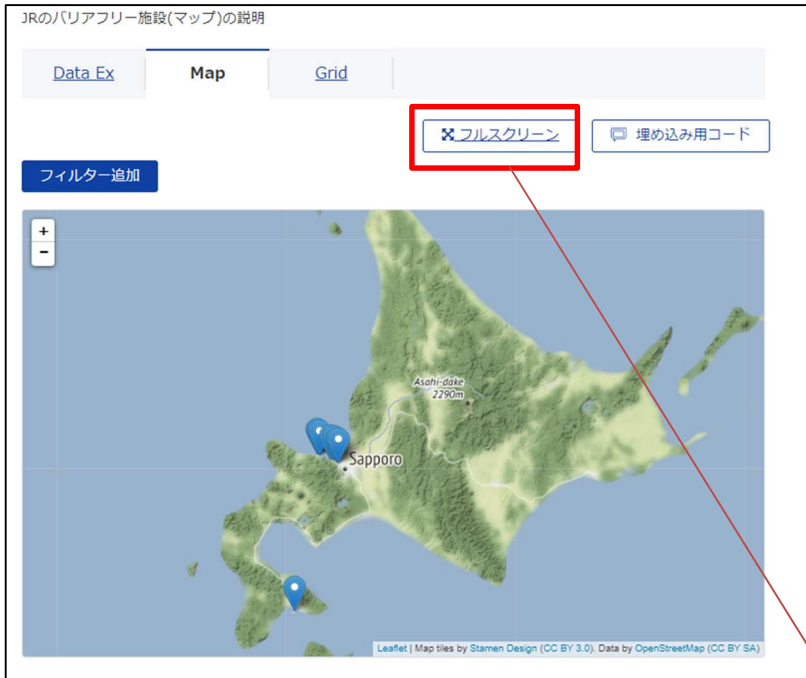 JRのバリアフリー施設(マップ)の説明
Data Ex Map Grid
フルスクリーン 埋め込み用コード
フィルター追加
+
−
Asahi-dake
2290m
Sapporo
Leaflet | Map tiles by Stamen Design (CC BY 3.0). Data by OpenStreetMap (CC BY SA)